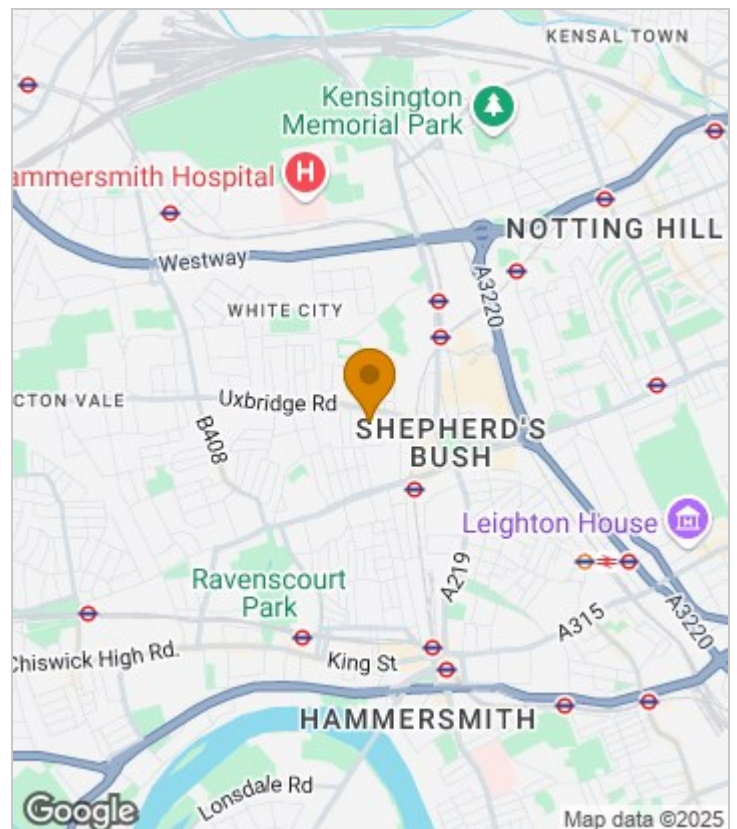 KENSAL TOWN
Kensington
Memorial Park
ammersmith Hospital
H
NOTTING HILL
Westway
A3220
WHITE CITY
CTON VALE
Uxbridge Rd
B408
SHEPHERD'S
BUSH
Leighton House
A219
Ravenscourt
Park
A315
A3220
Chiswick High Rd.
King St
HAMMERSMITH
Lonsdale Rd
Google
Map data ©2025